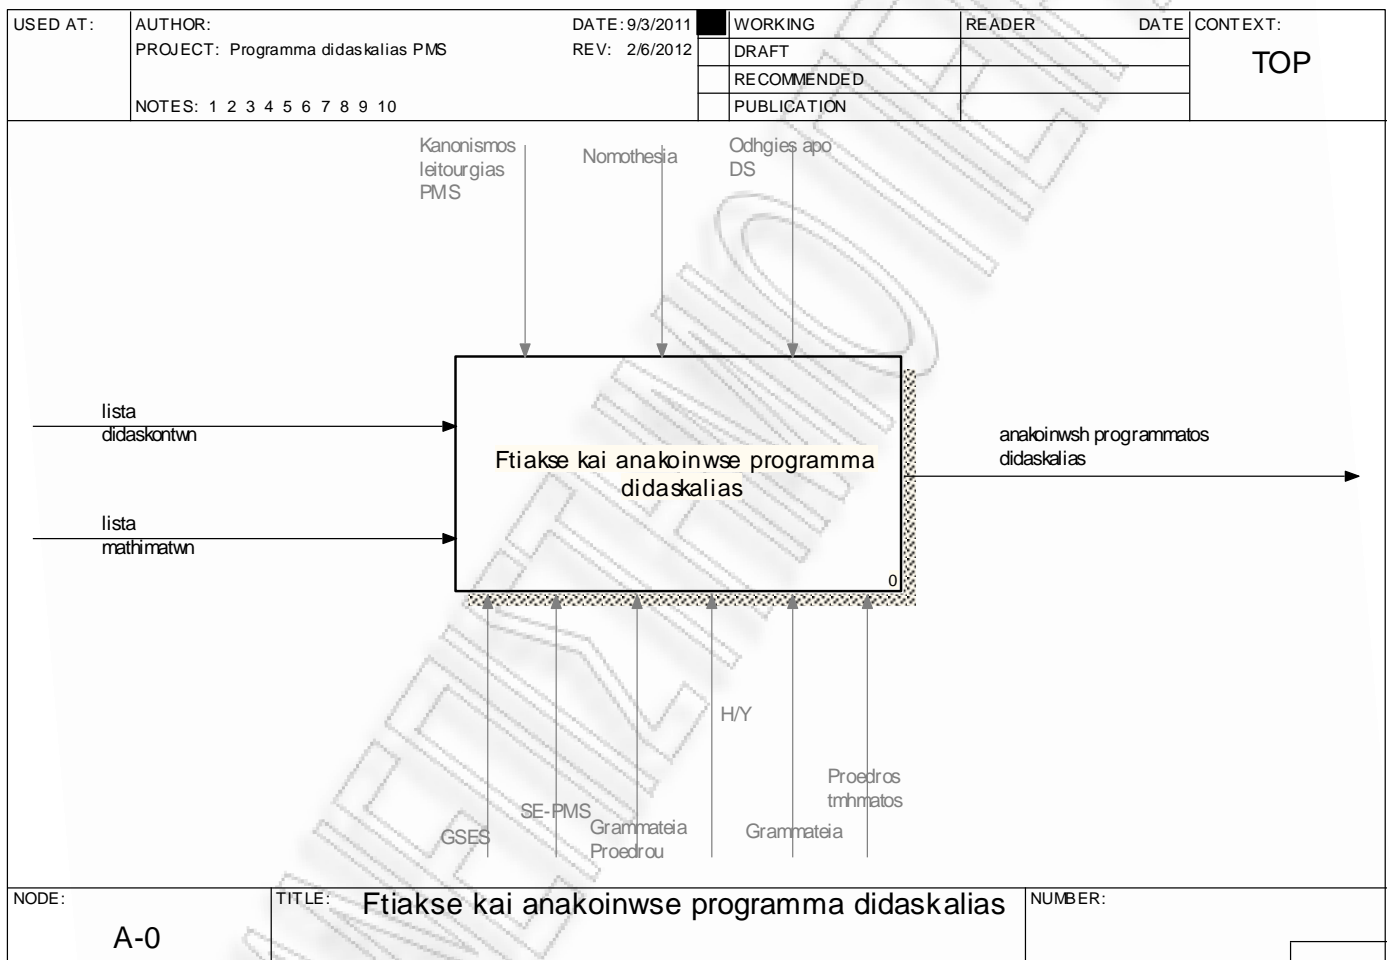 USED AT:
AUTHOR:
DATE: 9/3/2011
WORKING
READER
DATE
CONTEXT:
PROJECT: Programma didaskalias PMS
REV: 2/6/2012
DRAFT
TOP
RECOMMENDED
NOTES: 1 2 3 4 5 6 7 8 9 10
PUBLICATION
Kanonismos
leitourgias
PMS
Nomothesia
Odhgies apo
DS
lista
didaskontwn
Ftiakse kai anakoinwse programma
didaskalias
anakoinwsh programmatos
didaskalias
lista
mathimatwn
0
GSES
SE-PMS
Grammateia
Proedrou
H/Y
Grammateia
Proedros
tmhmatos
NODE:
A-0
TITLE:
Ftiakse kai anakoinwse programma didaskalias
NUMBER: